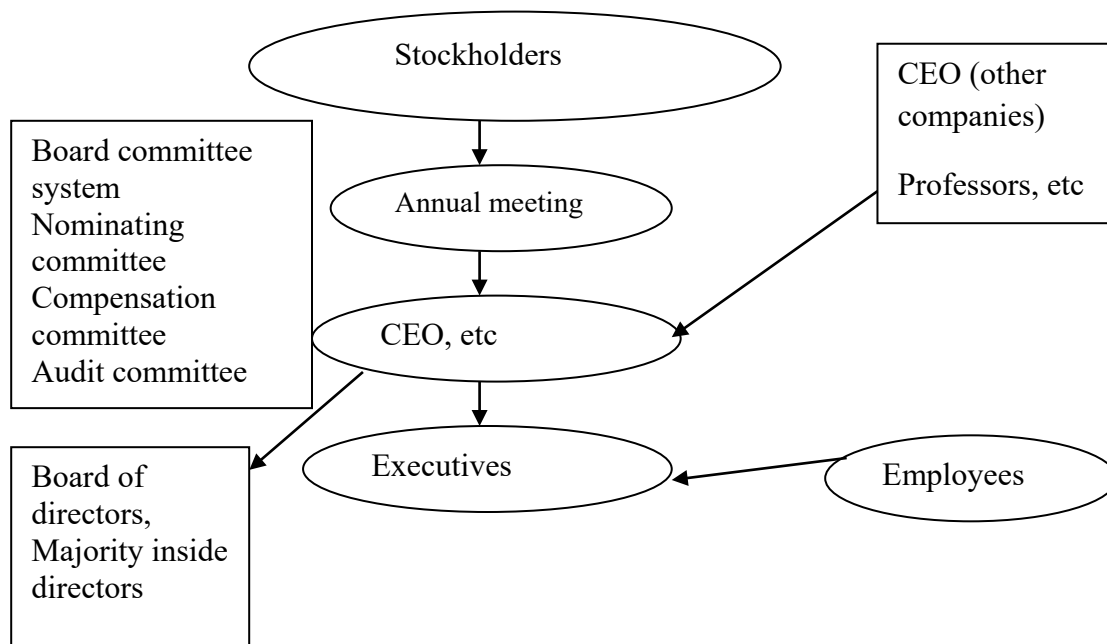 Stockholders
CEO (other
companies)
Professors, etc
Board committee
system
Nominating
committee
Compensation
committee
Audit committee
Annual meeting
CEO, etc
Executives
Employees
Board of
directors,
Majority inside
directors